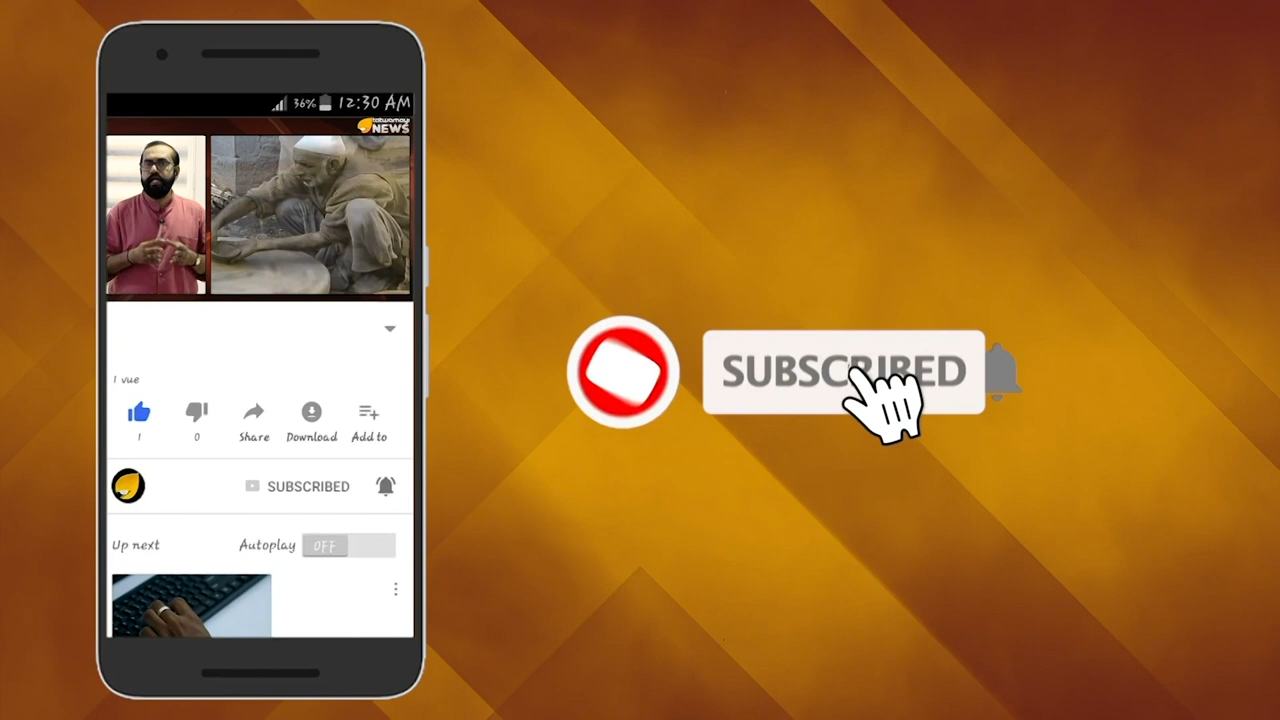 36% 12:30 AM
tatwamayi
NEWS
1 vue
1 0 Share Download Add to
SUBSCRIBED
Up next Autoplay OFF
SUBSCRIBED